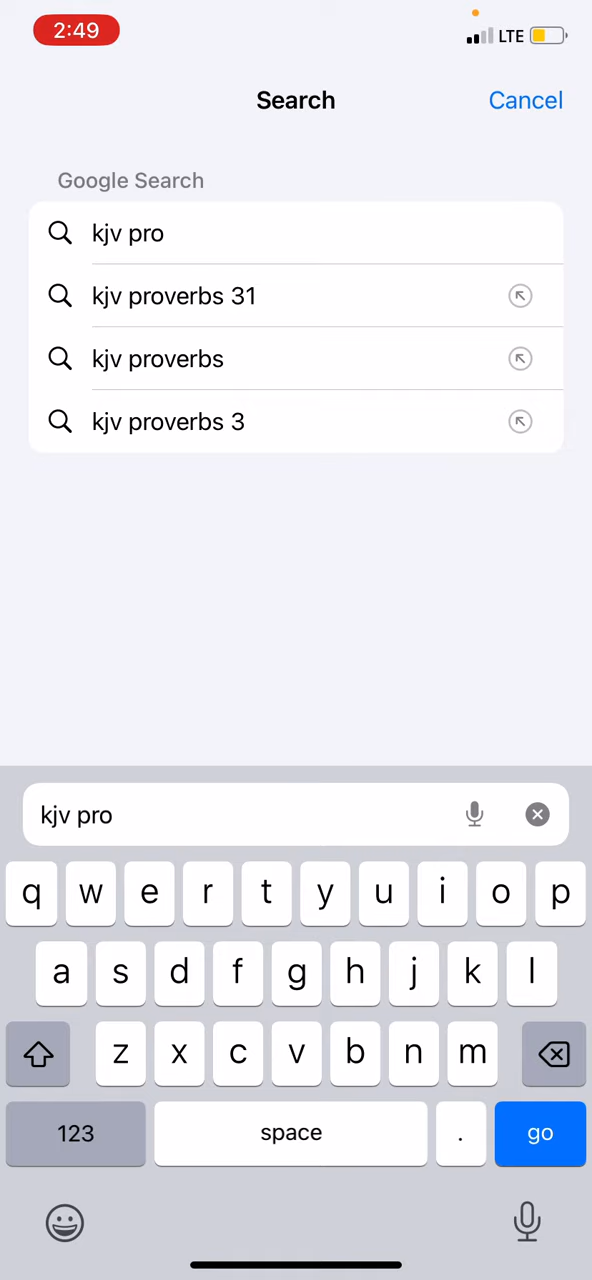 2:49
LTE
Search
Cancel
Google Search
kjv pro
kjv proverbs 31
kjv proverbs
kjv proverbs 3
kjv pro
q w e r t y u i o p
a s d f g h j k l
z x c v b n m
123 space . go